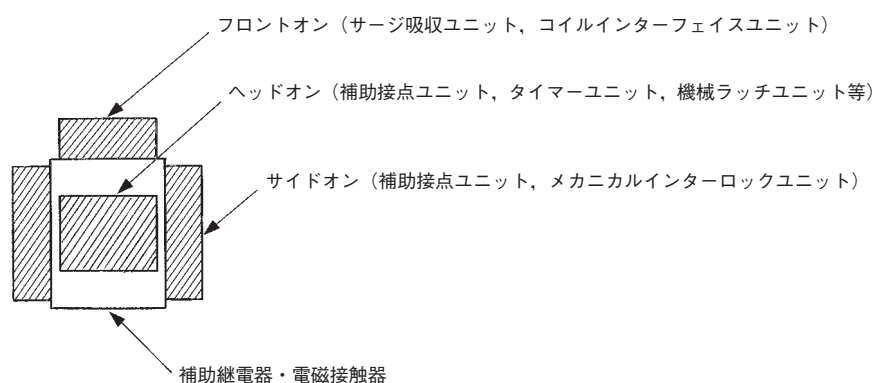 フロントオン（サージ吸収ユニット，コイルインターフェイスユニット）
ヘッドオン（補助接点ユニット，タイマーユニット，機械ラッチユニット等）
サイドオン（補助接点ユニット，メカニカルインターロックユニット）
補助継電器・電磁接触器